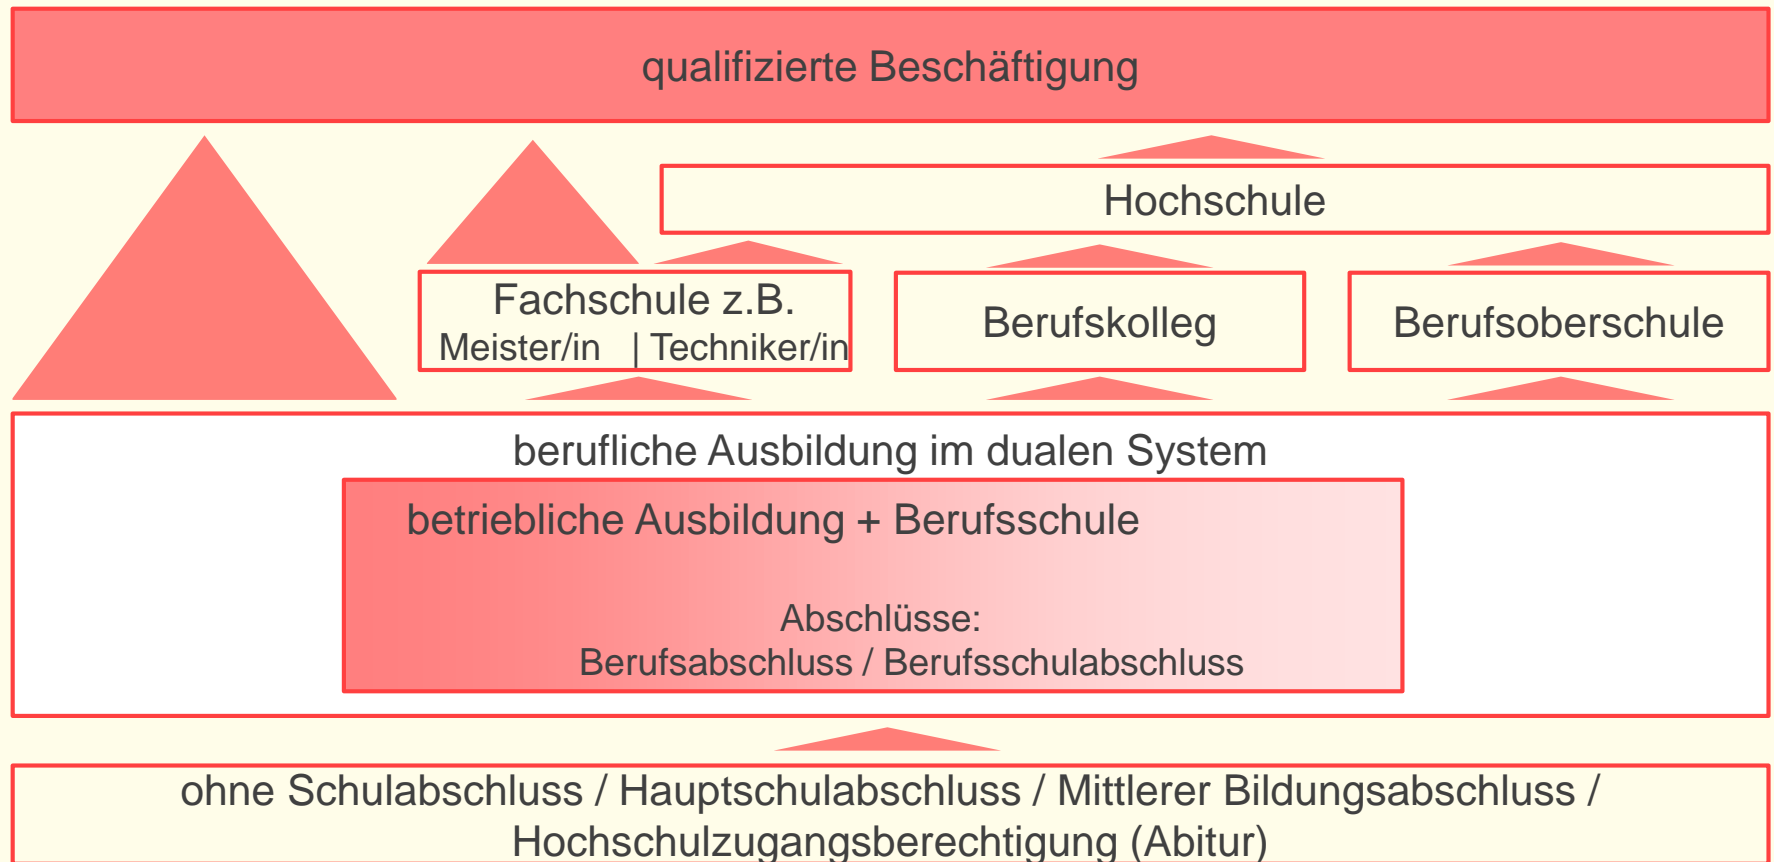 qualifizierte Beschäftigung
Hochschule
Fachschule z.B.
Meister/in | Techniker/in
Berufskolleg
Berufsoberschule
berufliche Ausbildung im dualen System
betriebliche Ausbildung + Berufsschule
Abschlüsse:
Berufsabschluss / Berufsschulabschluss
ohne Schulabschluss / Hauptschulabschluss / Mittlerer Bildungsabschluss /
Hochschulzugangsberechtigung (Abitur)